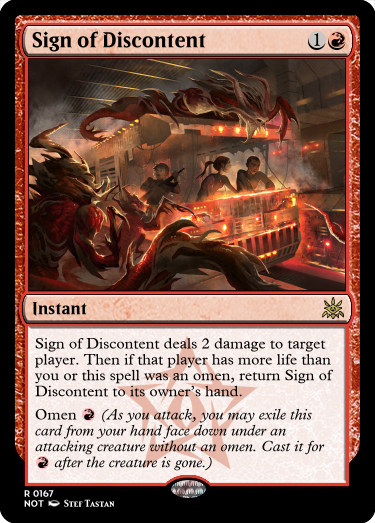 Sign of Discontent 1
Instant
Sign of Discontent deals 2 damage to target
player. Then if that player has more life than
you or this spell was an omen, return Sign of
Discontent to its owner's hand.
Omen (As you attack, you may exile this
card from your hand face down under an
attacking creature without an omen. Cast it for
after the creature is gone.)
R 0167
NOT Stef Tastan